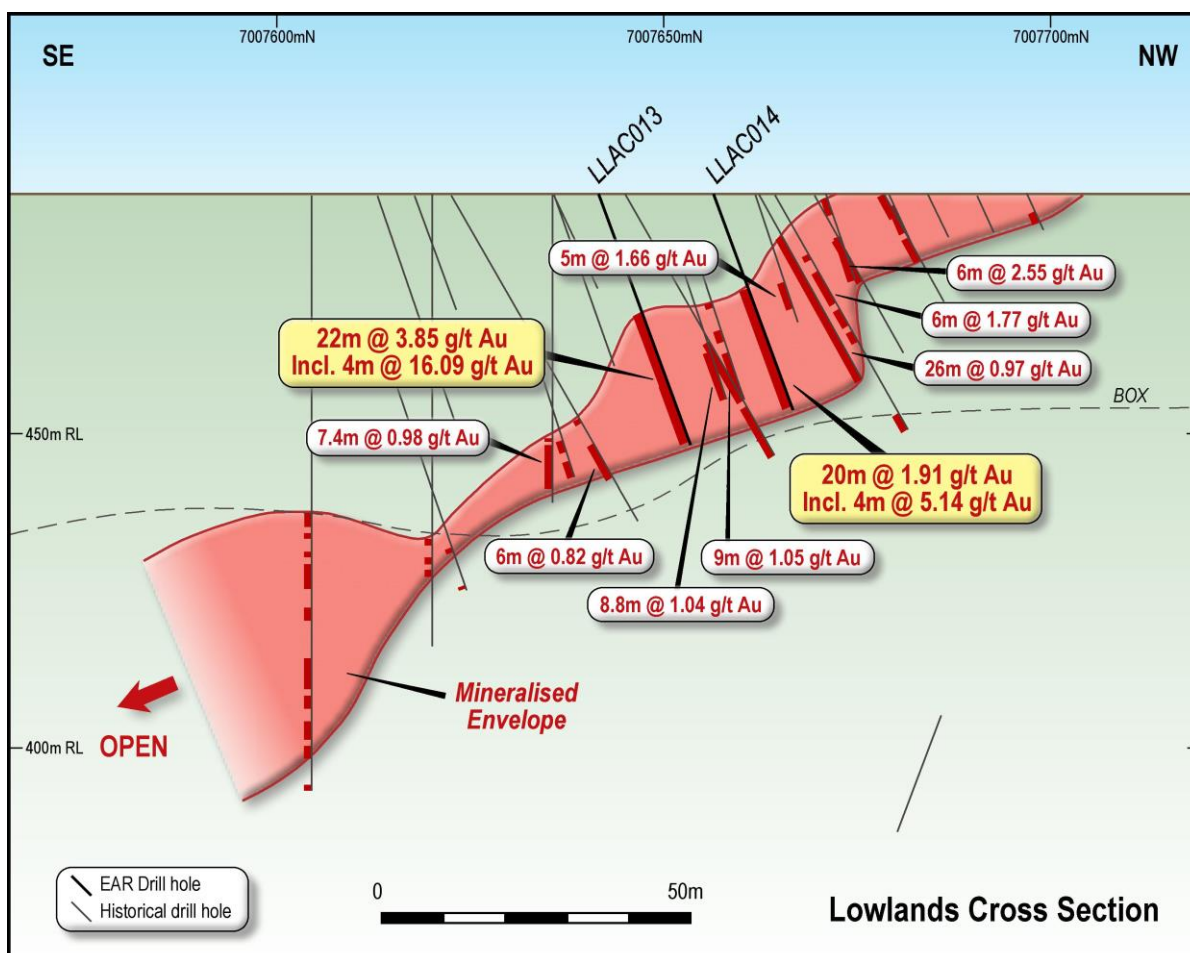 7007600mN
7007650mN
7007700mN
SE
NW
LLAC013
LLAC014
5m @ 1.66 g/t Au
6m @ 2.55 g/t Au
22m @ 3.85 g/t Au
Incl. 4m @ 16.09 g/t Au
6m @ 1.77 g/t Au
26m @ 0.97 g/t Au
BOX
450m RL
7.4m @ 0.98 g/t Au
20m @ 1.91 g/t Au
Incl. 4m @ 5.14 g/t Au
6m @ 0.82 g/t Au
9m @ 1.05 g/t Au
8.8m @ 1.04 g/t Au
Mineralised
Envelope
OPEN
400m RL
EAR Drill hole
Historical drill hole
0
50m
Lowlands Cross Section